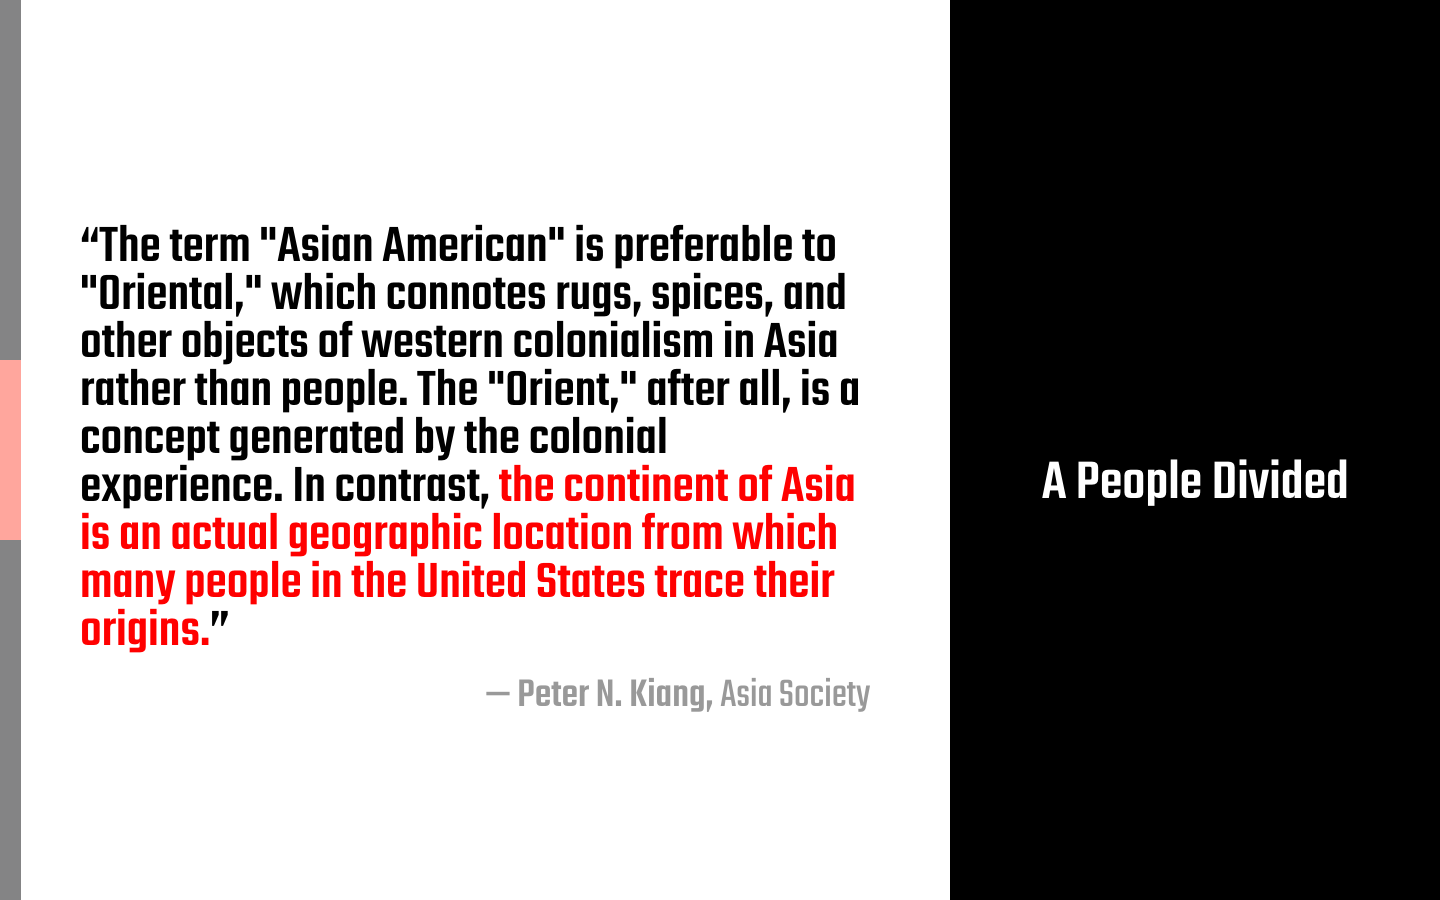 “The term "Asian American" is preferable to
"Oriental," which connotes rugs, spices, and
other objects of western colonialism in Asia
rather than people. The "Orient," after all, is a
concept generated by the colonial
experience. In contrast, the continent of Asia
is an actual geographic location from which
many people in the United States trace their
origins.”
— Peter N. Kiang, Asia Society
A People Divided